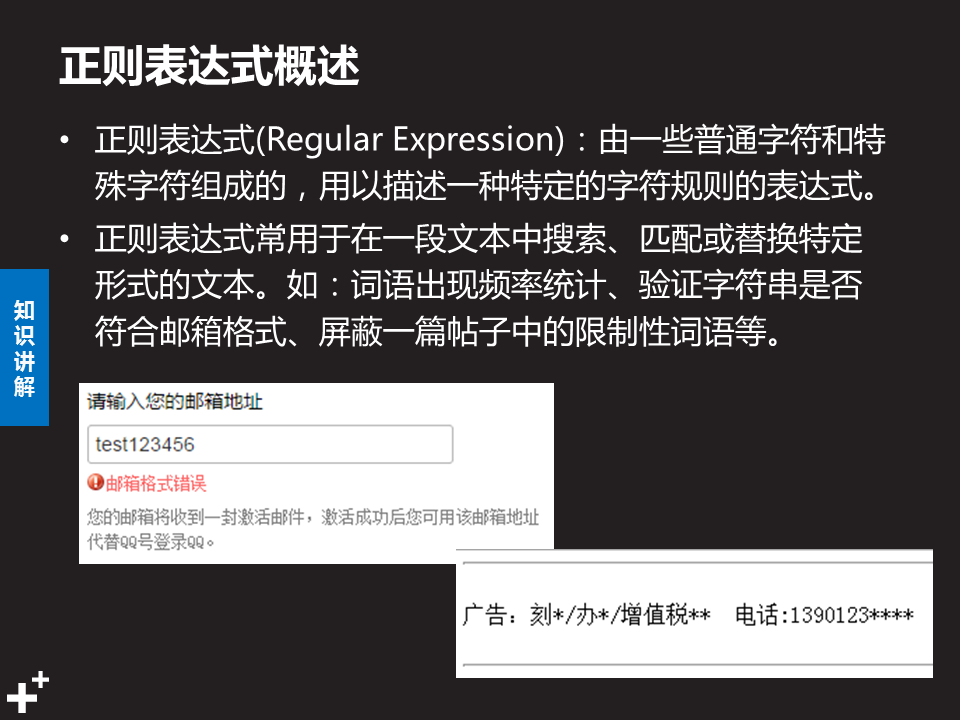 正则表达式概述
• 正则表达式(Regular Expression)：由一些普通字符和特
殊字符组成的，用以描述一种特定的字符规则的表达式。
• 正则表达式常用于在一段文本中搜索、匹配或替换特定
形式的文本。如：词语出现频率统计、验证字符串是否
符合邮箱格式、屏蔽一篇帖子中的限制性词语等。
知
识
讲
解
请输入您的邮箱地址
test123456
邮箱格式错误
您的邮箱将收到一封激活邮件，激活成功后您可用该邮箱地址
代替QQ号登录QQ。
广告：刻*/办*/增值税** 电话:1390123****